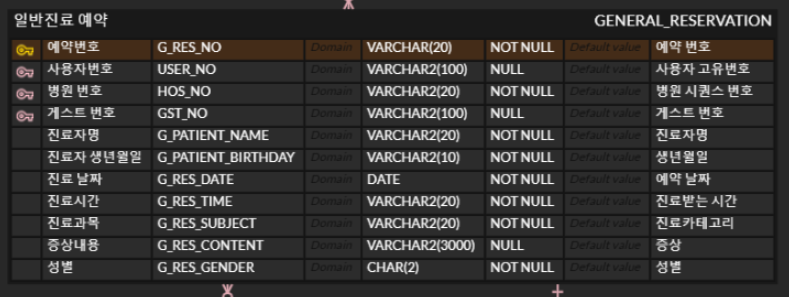 일반진료 예약 GENERAL_RESERVATION
예약번호 G_RES_NO Domain VARCHAR(20) NOT NULL Default value 예약 번호
사용자번호 USER_NO Domain VARCHAR2(100) NULL Default value 사용자 고유번호
병원 번호 HOS_NO Domain VARCHAR2(20) NOT NULL Default value 병원 시퀀스 번호
게스트 번호 GST_NO Domain VARCHAR2(100) NULL Default value 게스트 번호
진료자명 G_PATIENT_NAME Domain VARCHAR2(20) NOT NULL Default value 진료자명
진료자 생년월일 G_PATIENT_BIRTHDAY Domain VARCHAR2(10) NOT NULL Default value 생년월일
진료 날짜 G_RES_DATE Domain DATE NOT NULL Default value 예약 날짜
진료시간 G_RES_TIME Domain VARCHAR2(20) NOT NULL Default value 진료받는 시간
진료과목 G_RES_SUBJECT Domain VARCHAR2(20) NOT NULL Default value 진료카테고리
증상내용 G_RES_CONTENT Domain VARCHAR2(3000) NULL Default value 증상
성별 G_RES_GENDER Domain CHAR(2) NOT NULL Default value 성별